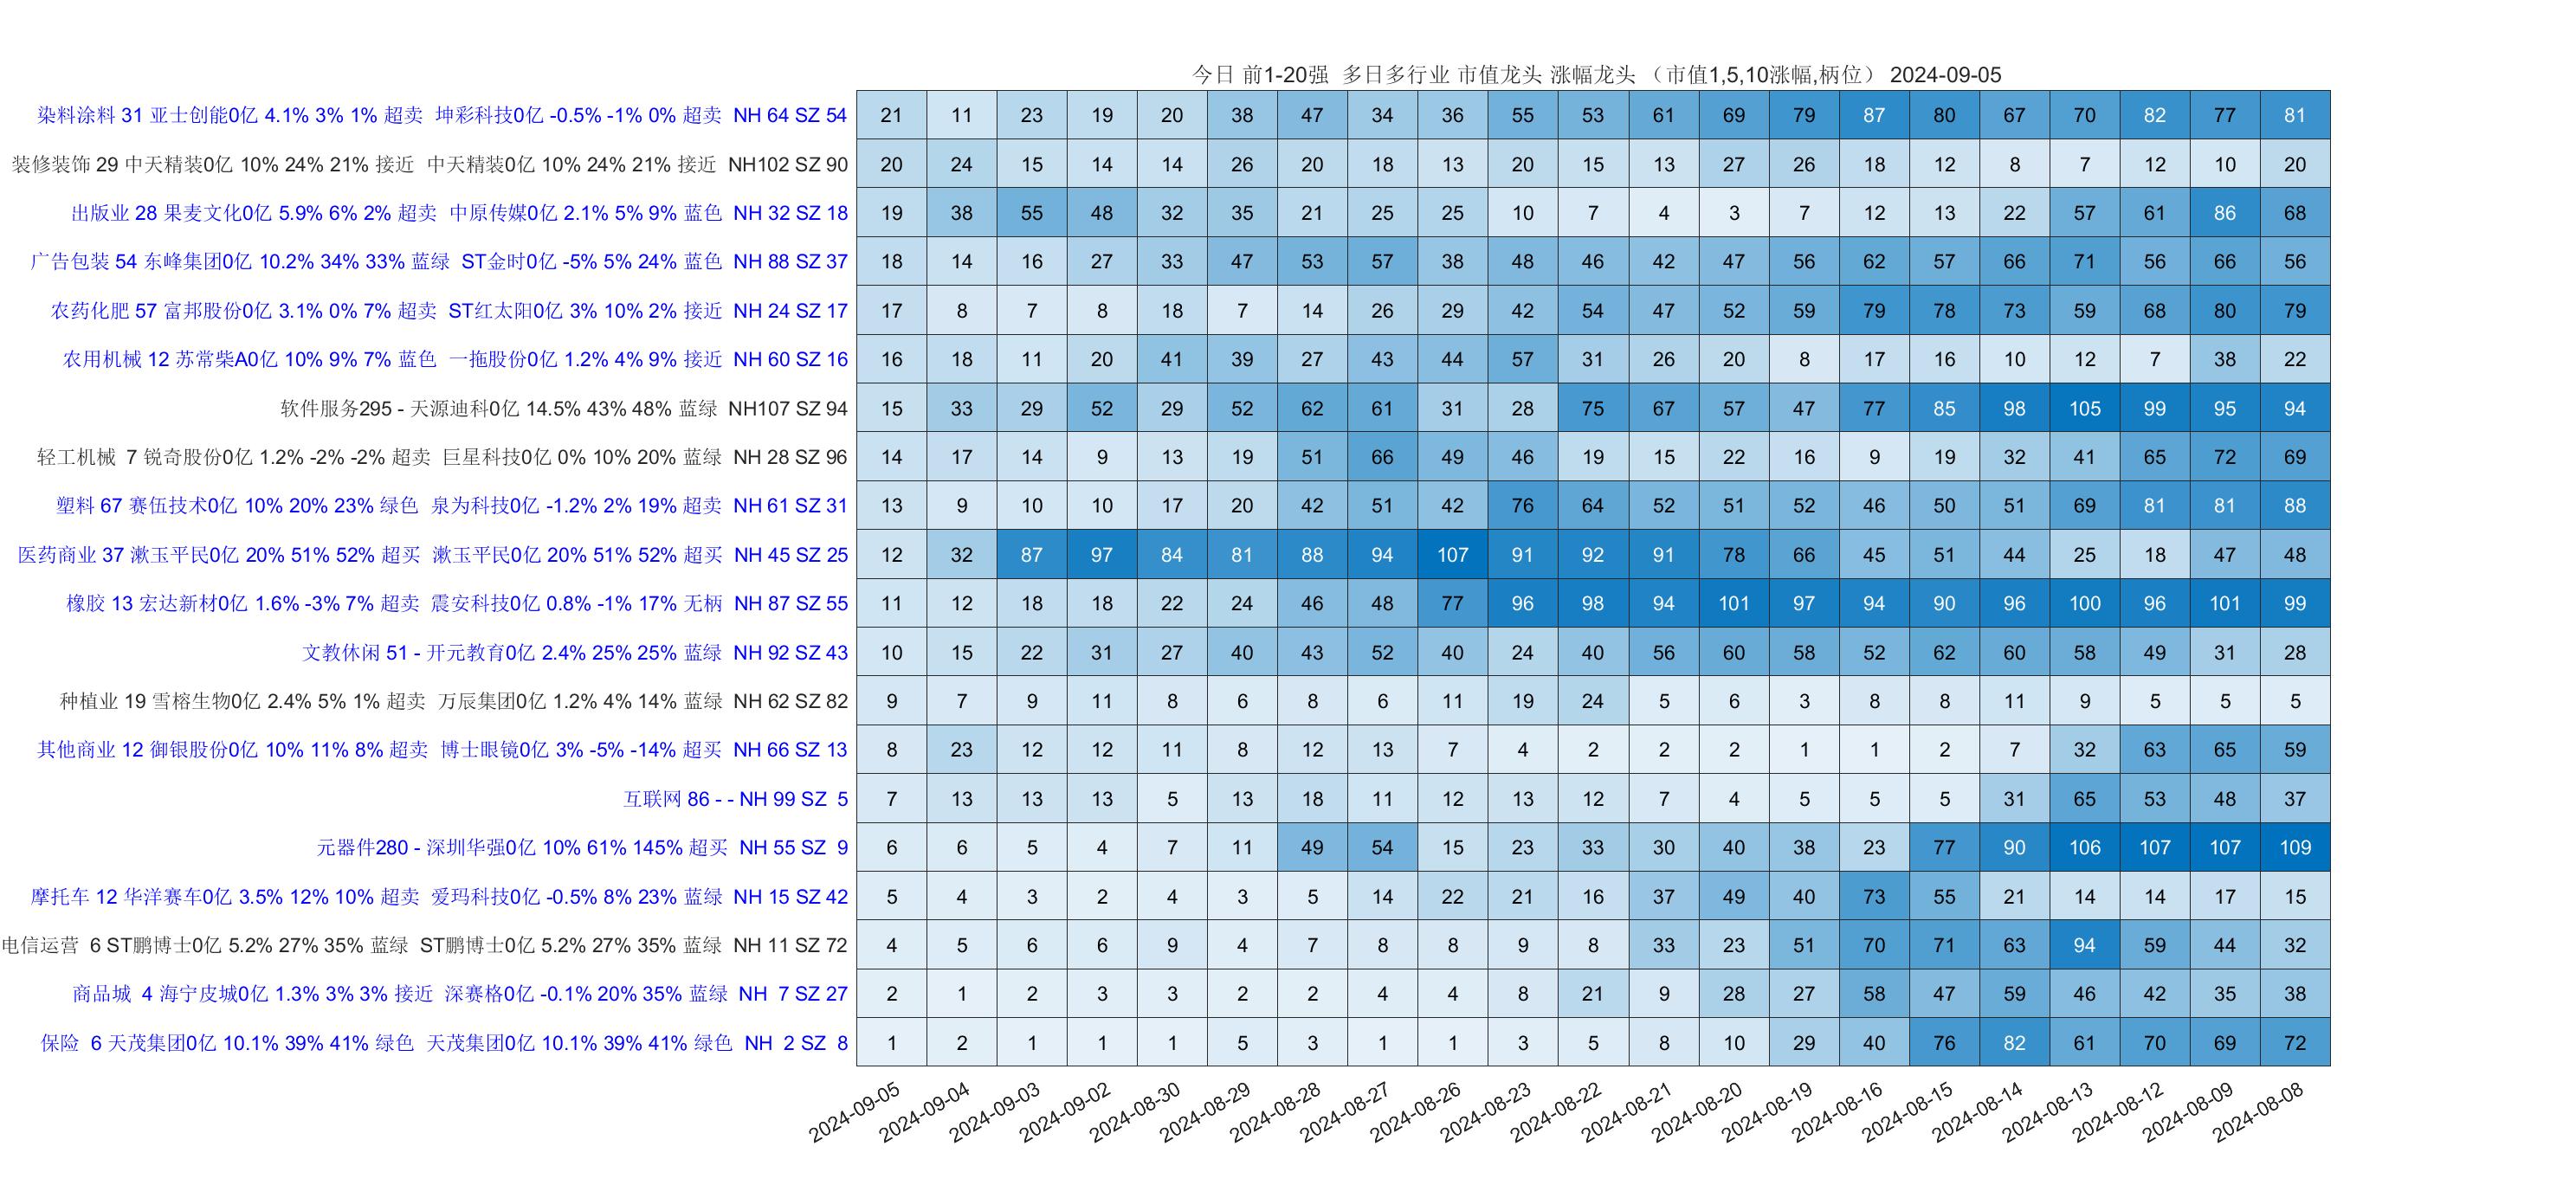 今日 前1-20强 多日多行业 市值龙头 涨幅龙头 （市值1,5,10涨幅,柄位） 2024-09-05
染料涂料 31 亚士创能0亿 4.1% 3% 1% 超卖 坤彩科技0亿 -0.5% -1% 0% 超卖 NH 64 SZ 54 21 11 23 19 20 38 47 34 36 55 53 61 69 79 87 80 67 70 82 77 81
装修装饰 29 中天精装0亿 10% 24% 21% 接近 中天精装0亿 10% 24% 21% 接近 NH102 SZ 90 20 24 15 14 14 26 20 18 13 20 15 13 27 26 18 12 8 7 12 10 20
出版业 28 果麦文化0亿 5.9% 6% 2% 超卖 中原传媒0亿 2.1% 5% 9% 蓝色 NH 32 SZ 18 19 38 55 48 32 35 21 25 25 10 7 4 3 7 12 13 22 57 61 86 68
广告包装 54 东峰集团0亿 10.2% 34% 33% 蓝绿 ST金时0亿 -5% 5% 24% 蓝色 NH 88 SZ 37 18 14 16 27 33 47 53 57 38 48 46 42 47 56 62 57 66 71 56 66 56
农药化肥 57 富邦股份0亿 3.1% 0% 7% 超卖 ST红太阳0亿 3% 10% 2% 接近 NH 24 SZ 17 17 8 7 8 18 7 14 26 29 42 54 47 52 59 79 78 73 59 68 80 79
农用机械 12 苏常柴A0亿 10% 9% 7% 蓝色 一拖股份0亿 1.2% 4% 9% 接近 NH 60 SZ 16 16 18 11 20 41 39 27 43 44 57 31 26 20 8 17 16 10 12 7 38 22
软件服务295 - 天源迪科0亿 14.5% 43% 48% 蓝绿 NH107 SZ 94 15 33 29 52 29 52 62 61 31 28 75 67 57 47 77 85 98 105 99 95 94
轻工机械 7 锐奇股份0亿 1.2% -2% -2% 超卖 巨星科技0亿 0% 10% 20% 蓝绿 NH 28 SZ 96 14 17 14 9 13 19 51 66 49 46 19 15 22 16 9 19 32 41 65 72 69
塑料 67 赛伍技术0亿 10% 20% 23% 绿色 泉为科技0亿 -1.2% 2% 19% 超卖 NH 61 SZ 31 13 9 10 10 17 20 42 51 42 76 64 52 51 52 46 50 51 69 81 81 88
医药商业 37 漱玉平民0亿 20% 51% 52% 超买 漱玉平民0亿 20% 51% 52% 超买 NH 45 SZ 25 12 32 87 97 84 81 88 94 107 91 92 91 78 66 45 51 44 25 18 47 48
橡胶 13 宏达新材0亿 1.6% -3% 7% 超卖 震安科技0亿 0.8% -1% 17% 无柄 NH 87 SZ 55 11 12 18 18 22 24 46 48 77 96 98 94 101 97 94 90 96 100 96 101 99
文教休闲 51 - 开元教育0亿 2.4% 25% 25% 蓝绿 NH 92 SZ 43 10 15 22 31 27 40 43 52 40 24 40 56 60 58 52 62 60 58 49 31 28
种植业 19 雪榕生物0亿 2.4% 5% 1% 超卖 万辰集团0亿 1.2% 4% 14% 蓝绿 NH 62 SZ 82 9 7 9 11 8 6 8 6 11 19 24 5 6 3 8 8 11 9 5 5 5
其他商业 12 御银股份0亿 10% 11% 8% 超卖 博士眼镜0亿 3% -5% -14% 超买 NH 66 SZ 13 8 23 12 12 11 8 12 13 7 4 2 2 2 1 1 2 7 32 63 65 59
互联网 86 - - NH 99 SZ 5 7 13 13 13 5 13 18 11 12 13 12 7 4 5 5 5 31 65 53 48 37
元器件280 - 深圳华强0亿 10% 61% 145% 超买 NH 55 SZ 9 6 6 5 4 7 11 49 54 15 23 33 30 40 38 23 77 90 106 107 107 109
摩托车 12 华洋赛车0亿 3.5% 12% 10% 超卖 爱玛科技0亿 -0.5% 8% 23% 蓝绿 NH 15 SZ 42 5 4 3 2 4 3 5 14 22 21 16 37 49 40 73 55 21 14 14 17 15
电信运营 6 ST鹏博士0亿 5.2% 27% 35% 蓝绿 ST鹏博士0亿 5.2% 27% 35% 蓝绿 NH 11 SZ 72 4 5 6 6 9 4 7 8 8 9 8 33 23 51 70 71 63 94 59 44 32
商品城 4 海宁皮城0亿 1.3% 3% 3% 接近 深赛格0亿 -0.1% 20% 35% 蓝绿 NH 7 SZ 27 2 1 2 3 3 2 2 4 4 8 21 9 28 27 58 47 59 46 42 35 38
保险 6 天茂集团0亿 10.1% 39% 41% 绿色 天茂集团0亿 10.1% 39% 41% 绿色 NH 2 SZ 8 1 2 1 1 1 5 3 1 1 3 5 8 10 29 40 76 82 61 70 69 72
2024-09-05 2024-09-04 2024-09-03 2024-09-02 2024-08-30 2024-08-29 2024-08-28 2024-08-27 2024-08-26 2024-08-23 2024-08-22 2024-08-21 2024-08-20 2024-08-19 2024-08-16 2024-08-15 2024-08-14 2024-08-13 2024-08-12 2024-08-09 2024-08-08